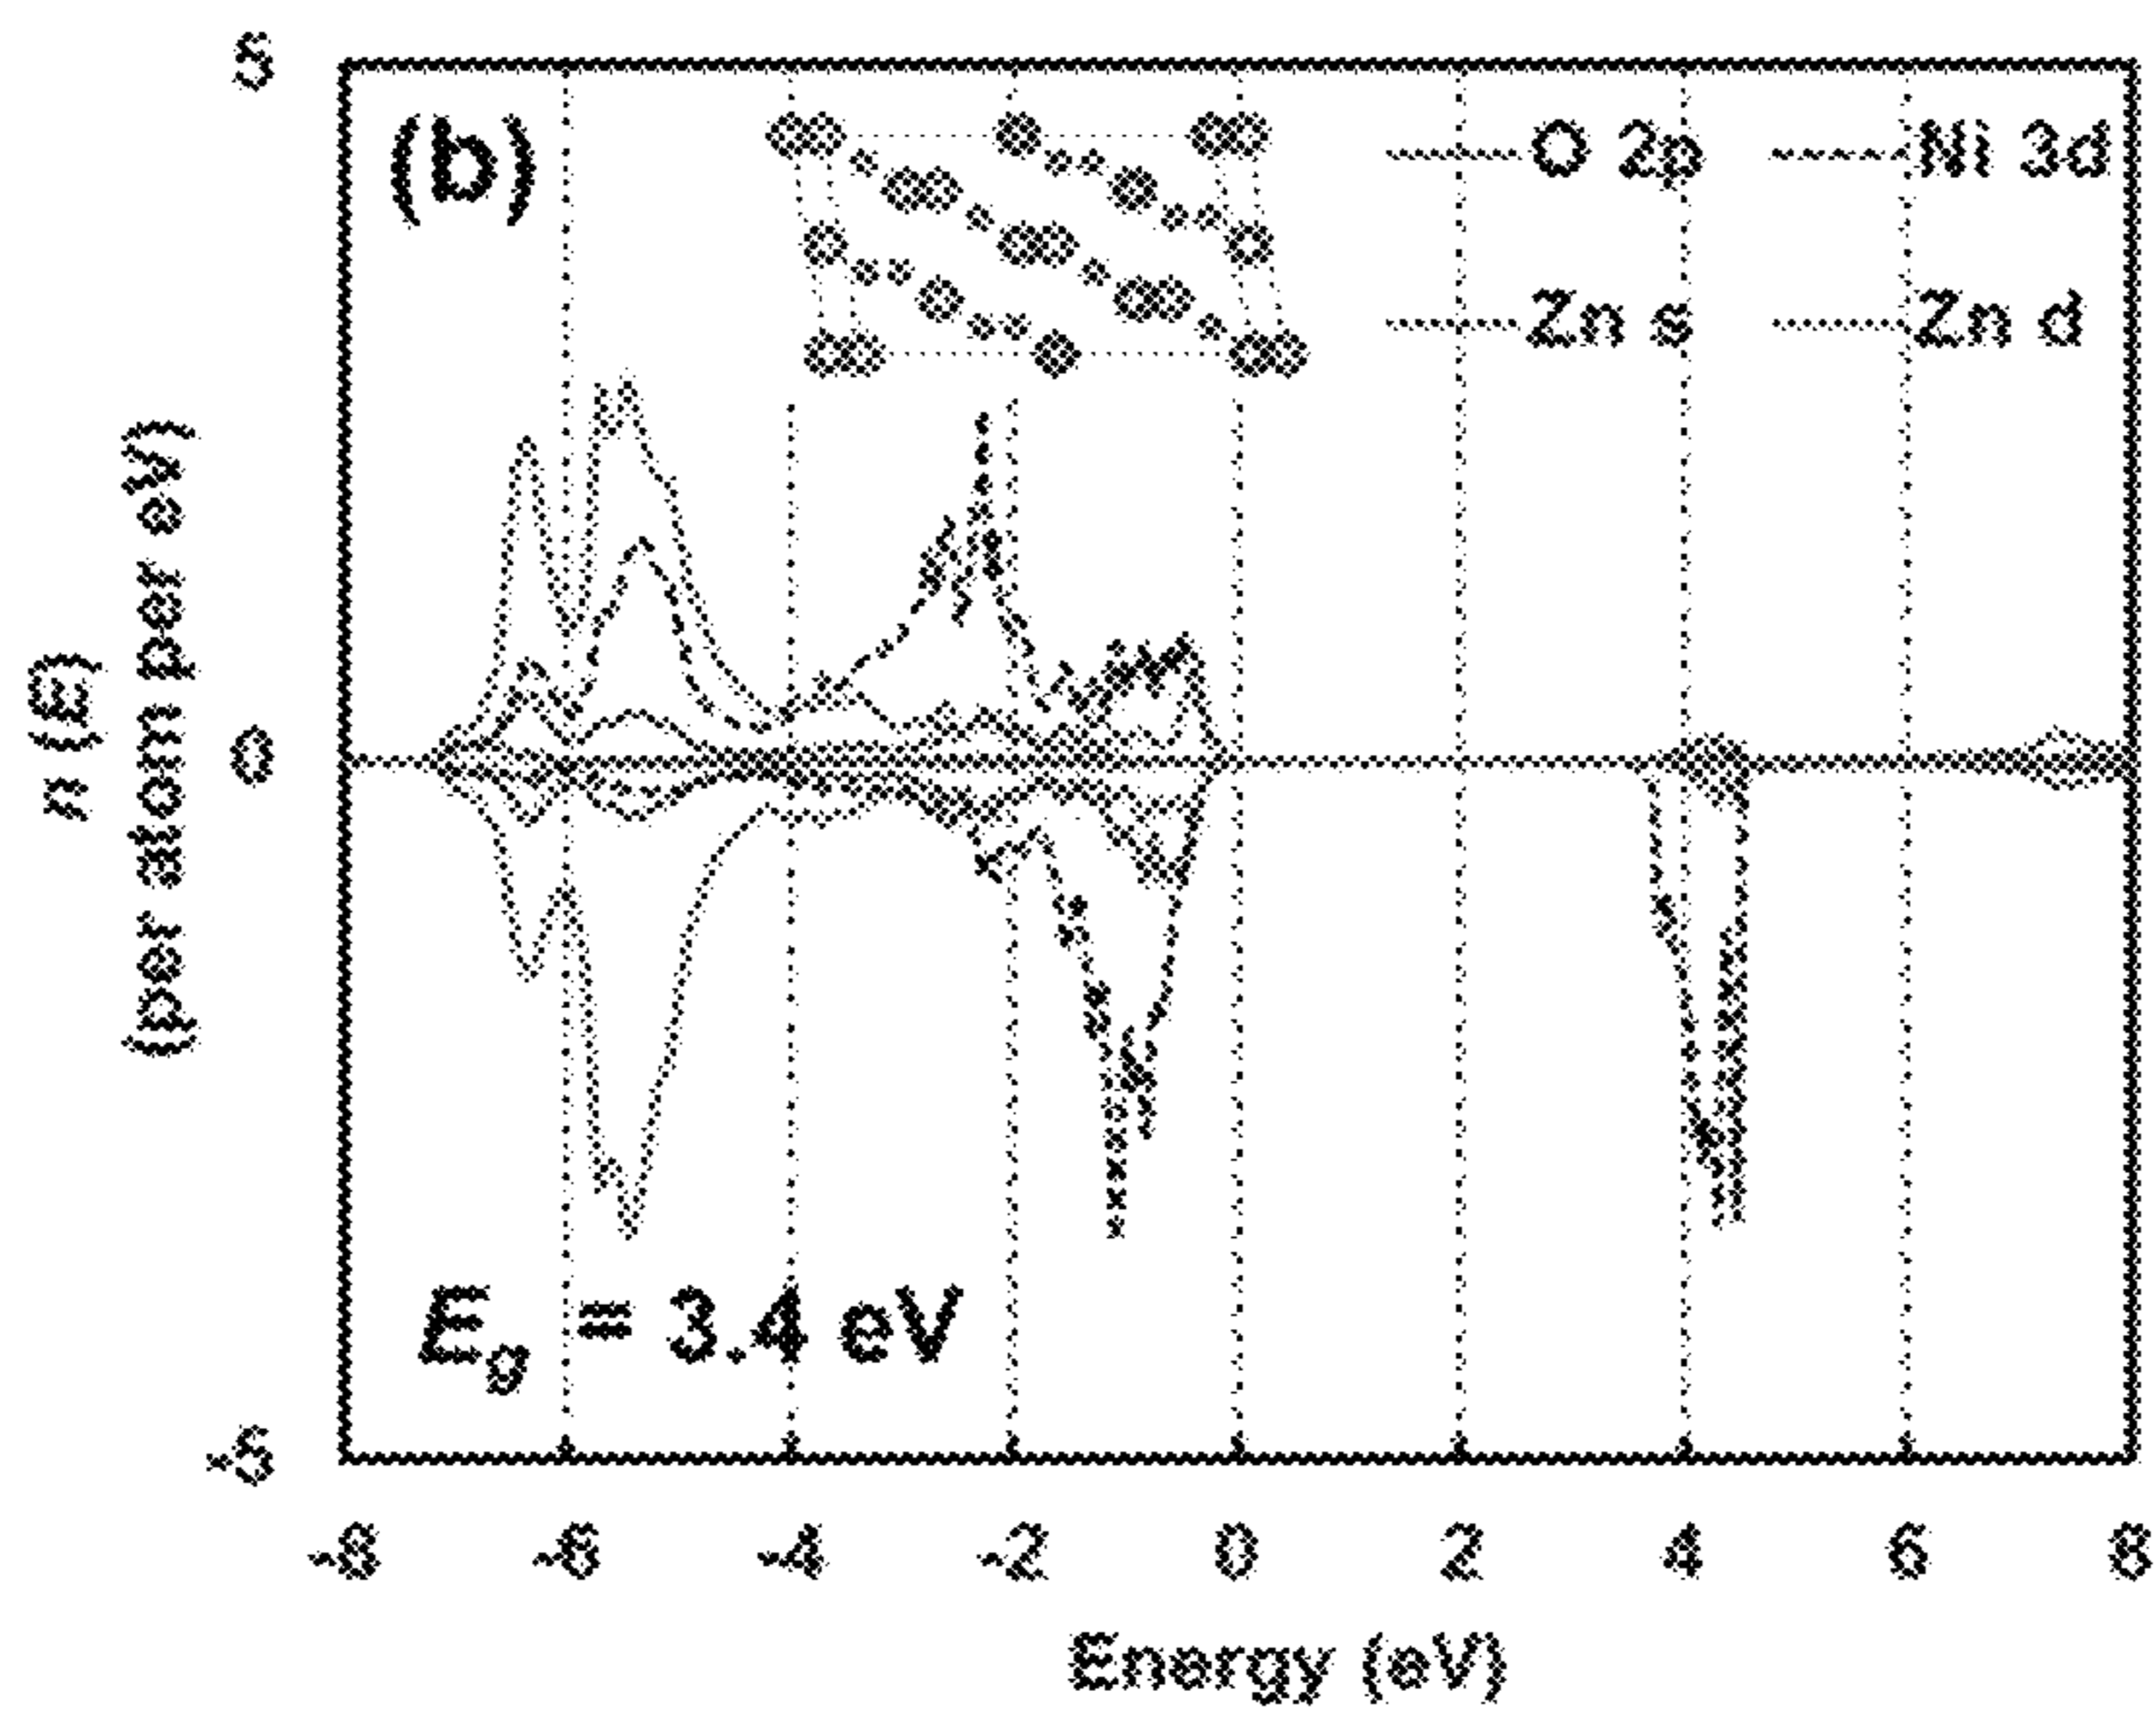 5
(b)
O 2p
Ni 3d
Zn s
Zn d
n (E)
(per atom per eV)
0
E_g = 3.4 eV
-5
-8 -6 -4 -2 0 2 4 6 8
Energy (eV)